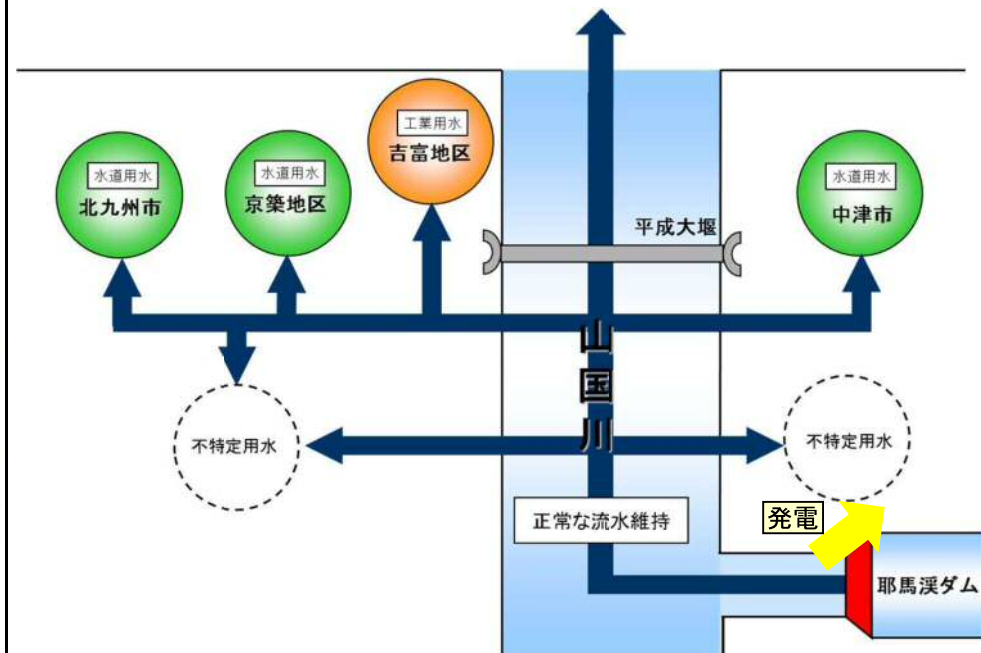 工業用水
吉富地区
水道用水
北九州市
水道用水
京築地区
水道用水
中津市
平成大堰
山国川
不特定用水
不特定用水
正常な流水維持
発電
耶馬渓ダム